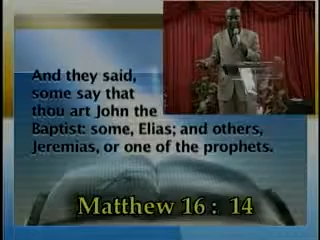 And they said,
some say that
thou art John the
Baptist: some, Elias; and others,
Jeremias, or one of the prophets.
Matthew 16 : 14